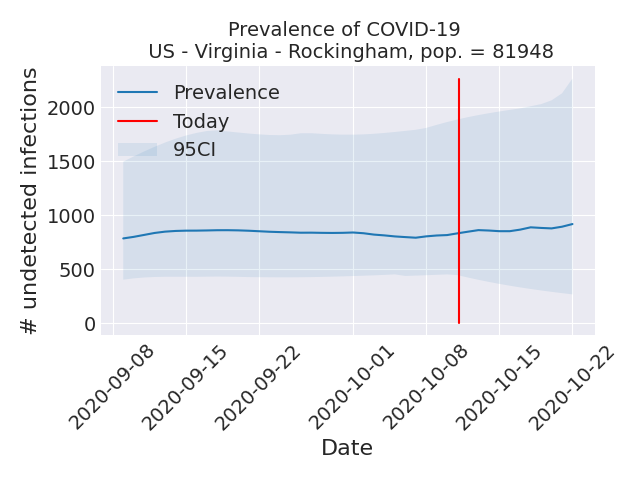 Prevalence of COVID-19
US - Virginia - Rockingham, pop. = 81948
# undetected infections
2000
1500
1000
500
0
Prevalence
Today
95CI
2020-09-08
2020-09-15
2020-09-22
2020-10-01
2020-10-08
2020-10-15
2020-10-22
Date